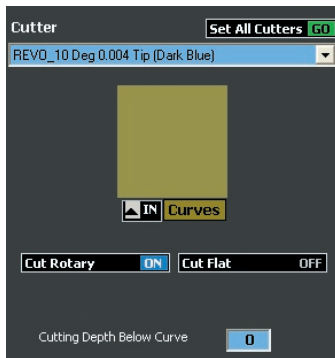 Cutter Set All Cutters GO
REVO_10 Deg 0.004 Tip (Dark Blue)
IN Curves
Cut Rotary ON Cut Flat OFF
Cutting Depth Below Curve 0